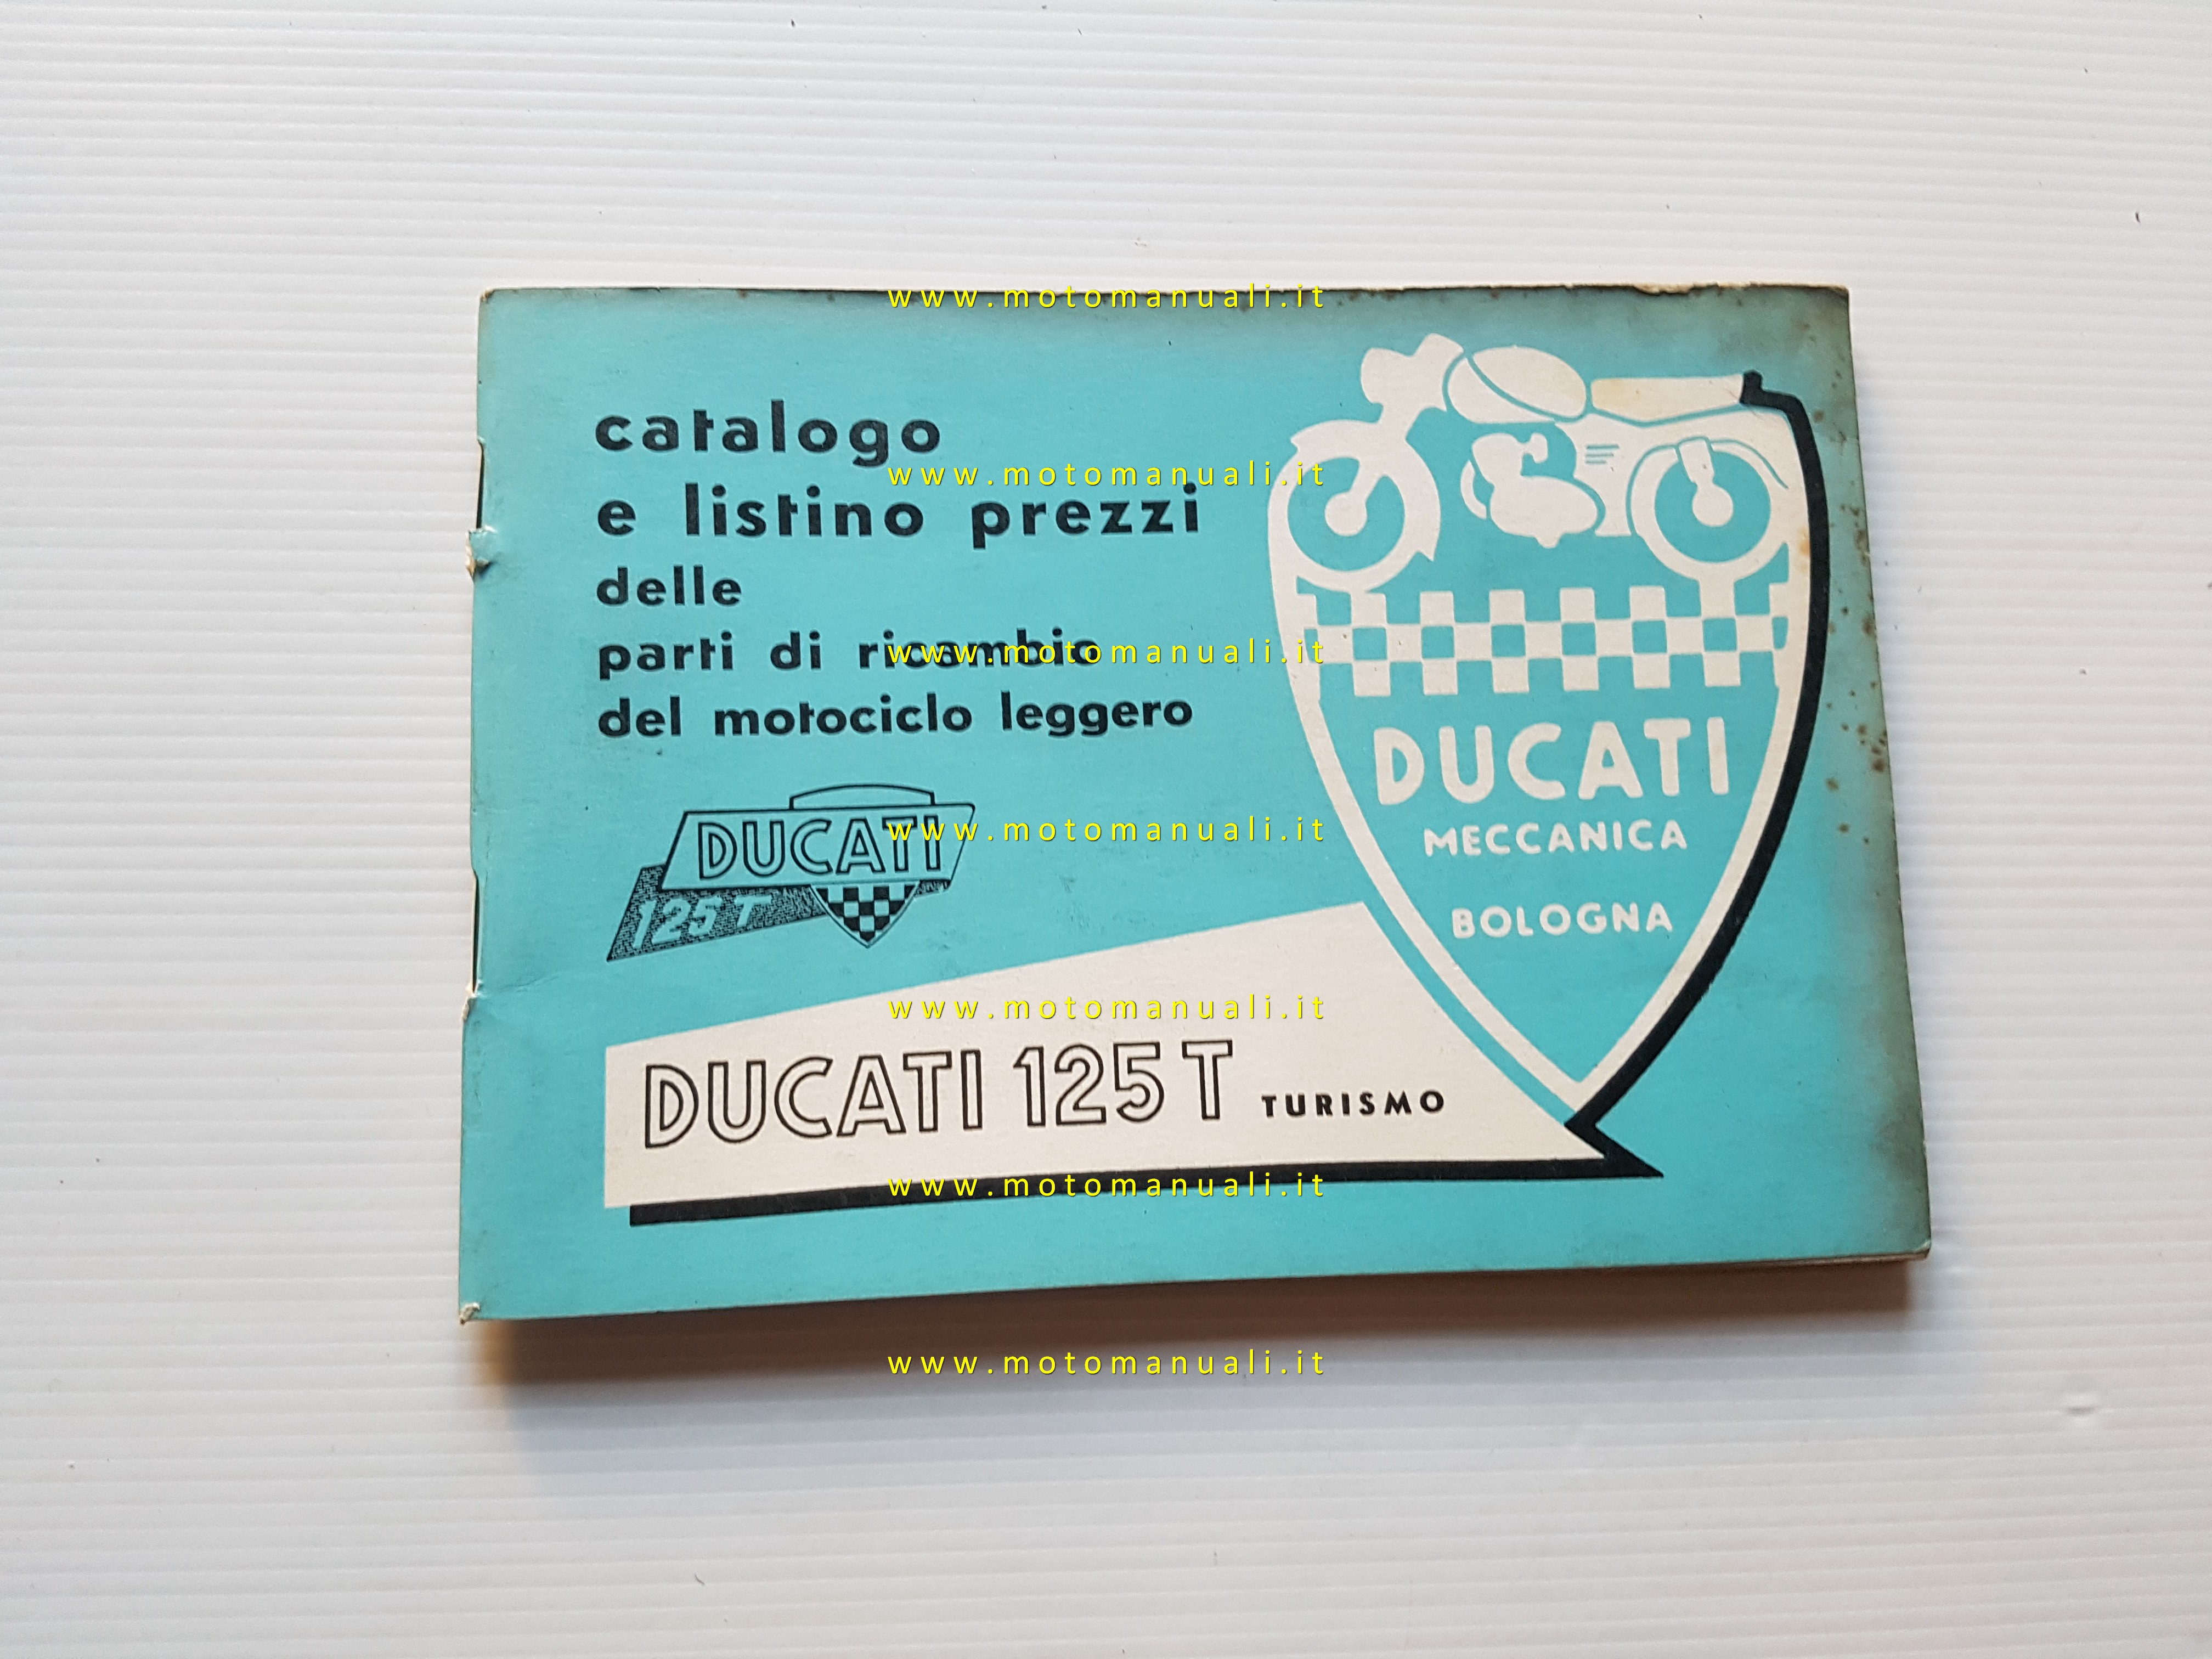 www.motomanuali.it
catalogo
www.motomanuali.it
e listino prezzi
delle
parti di ricambio
www.motomanuali.it
del motociclo leggero
DUCATI
MECCANICA
BOLOGNA
DUCATI
www.motomanuali.it
125 T
www.motomanuali.it
DUCATI 125 T TURISMO
www.motomanuali.it
www.motomanuali.it